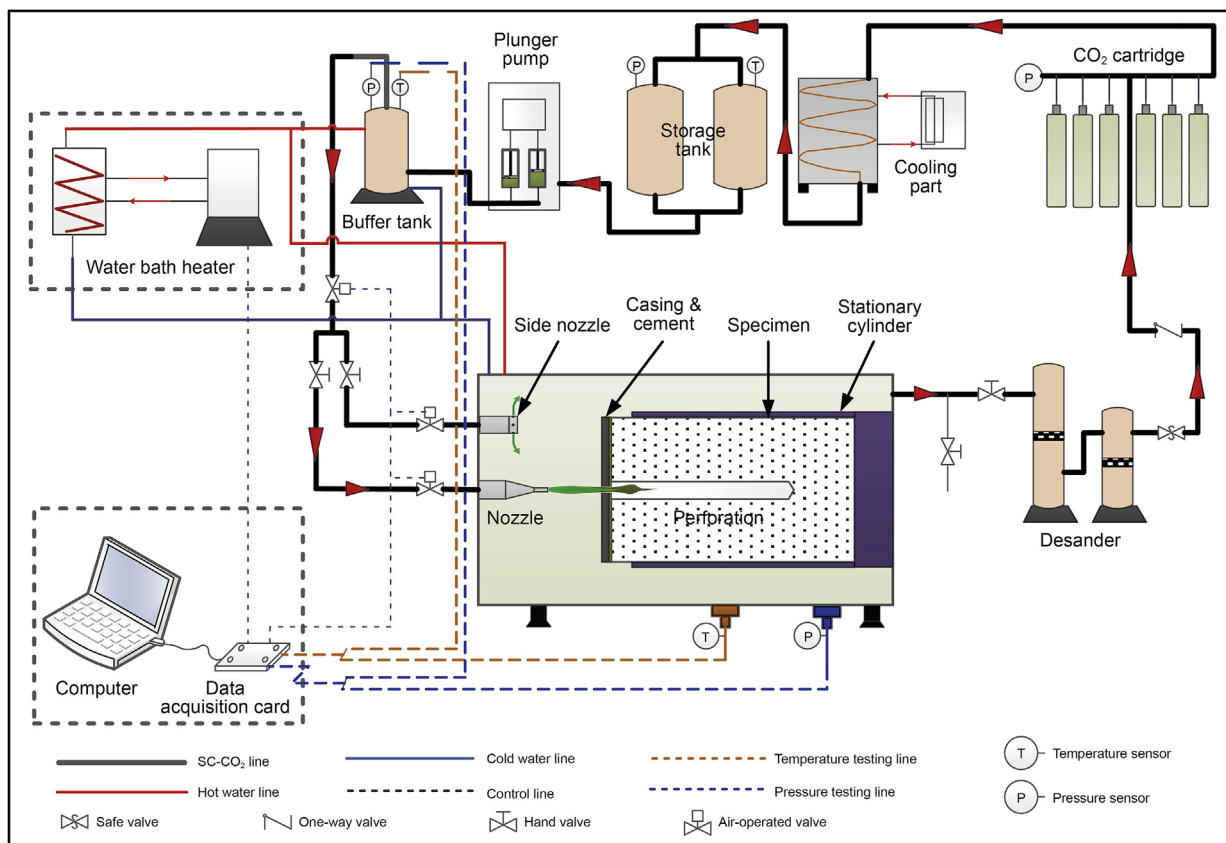 Plunger
pump
P
T
P
T
P
CO₂ cartridge
Storage
tank
Cooling
part
Buffer tank
Water bath heater
Side nozzle
Casing &
cement
Specimen
Stationary
cylinder
Nozzle
Perforation
Desander
T
P
Computer
Data
acquisition card
SC-CO₂ line
Cold water line
Temperature testing line
T
Temperature sensor
Hot water line
Control line
Pressure testing line
P
Pressure sensor
Safe valve
One-way valve
Hand valve
Air-operated valve